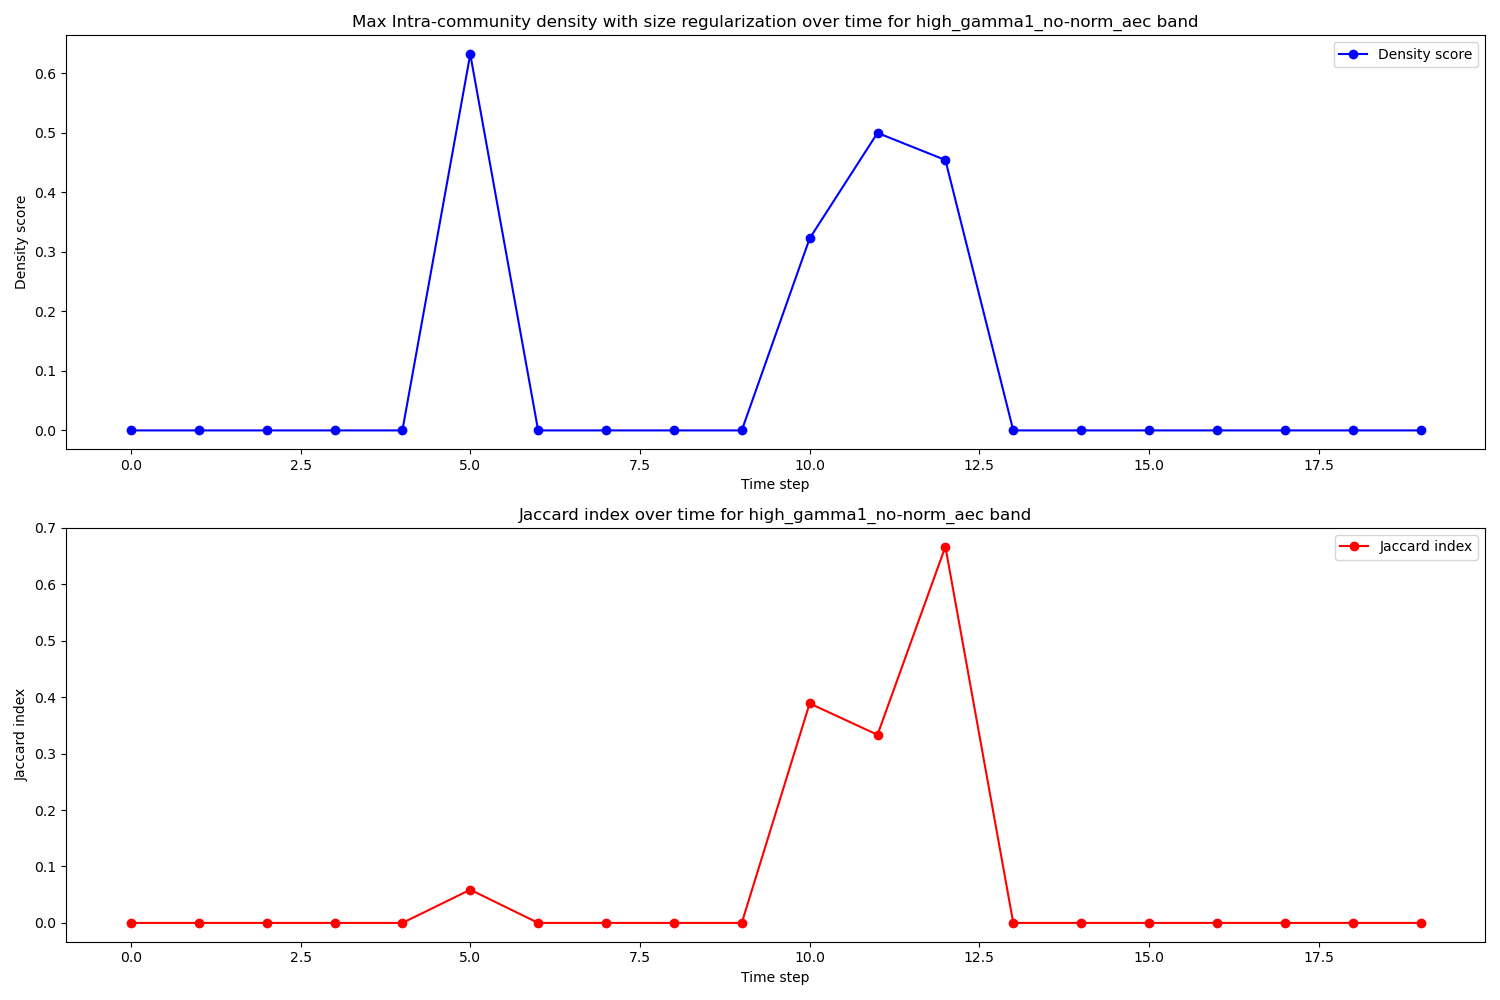 Max Intra-community density with size regularization over time for high_gamma1_no-norm_aec band
Density score
0.6
0.5
0.4
0.3
0.2
0.1
0.0
Density score
0.0 2.5 5.0 7.5 10.0 12.5 15.0 17.5
Time step
Jaccard index over time for high_gamma1_no-norm_aec band
Jaccard index
0.7
0.6
0.5
0.4
0.3
0.2
0.1
0.0
Jaccard index
0.0 2.5 5.0 7.5 10.0 12.5 15.0 17.5
Time step